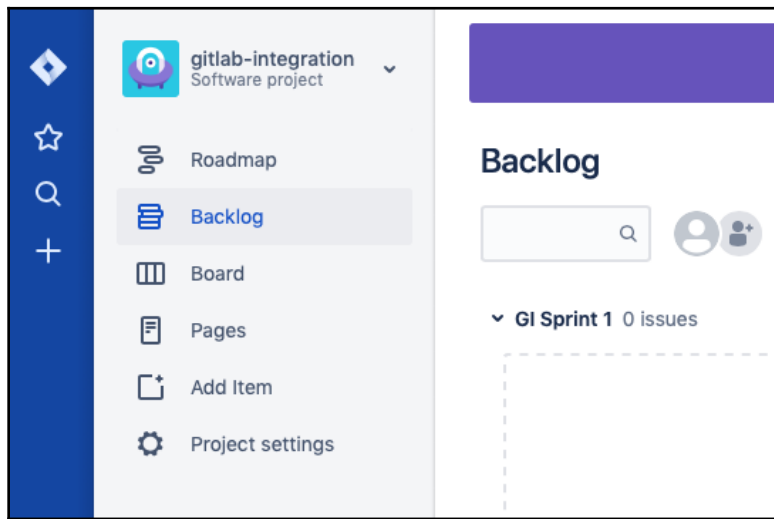 gitlab-integration
Software project
Roadmap
Backlog
Board
Pages
Add Item
Project settings
Backlog
GI Sprint 1 0 issues